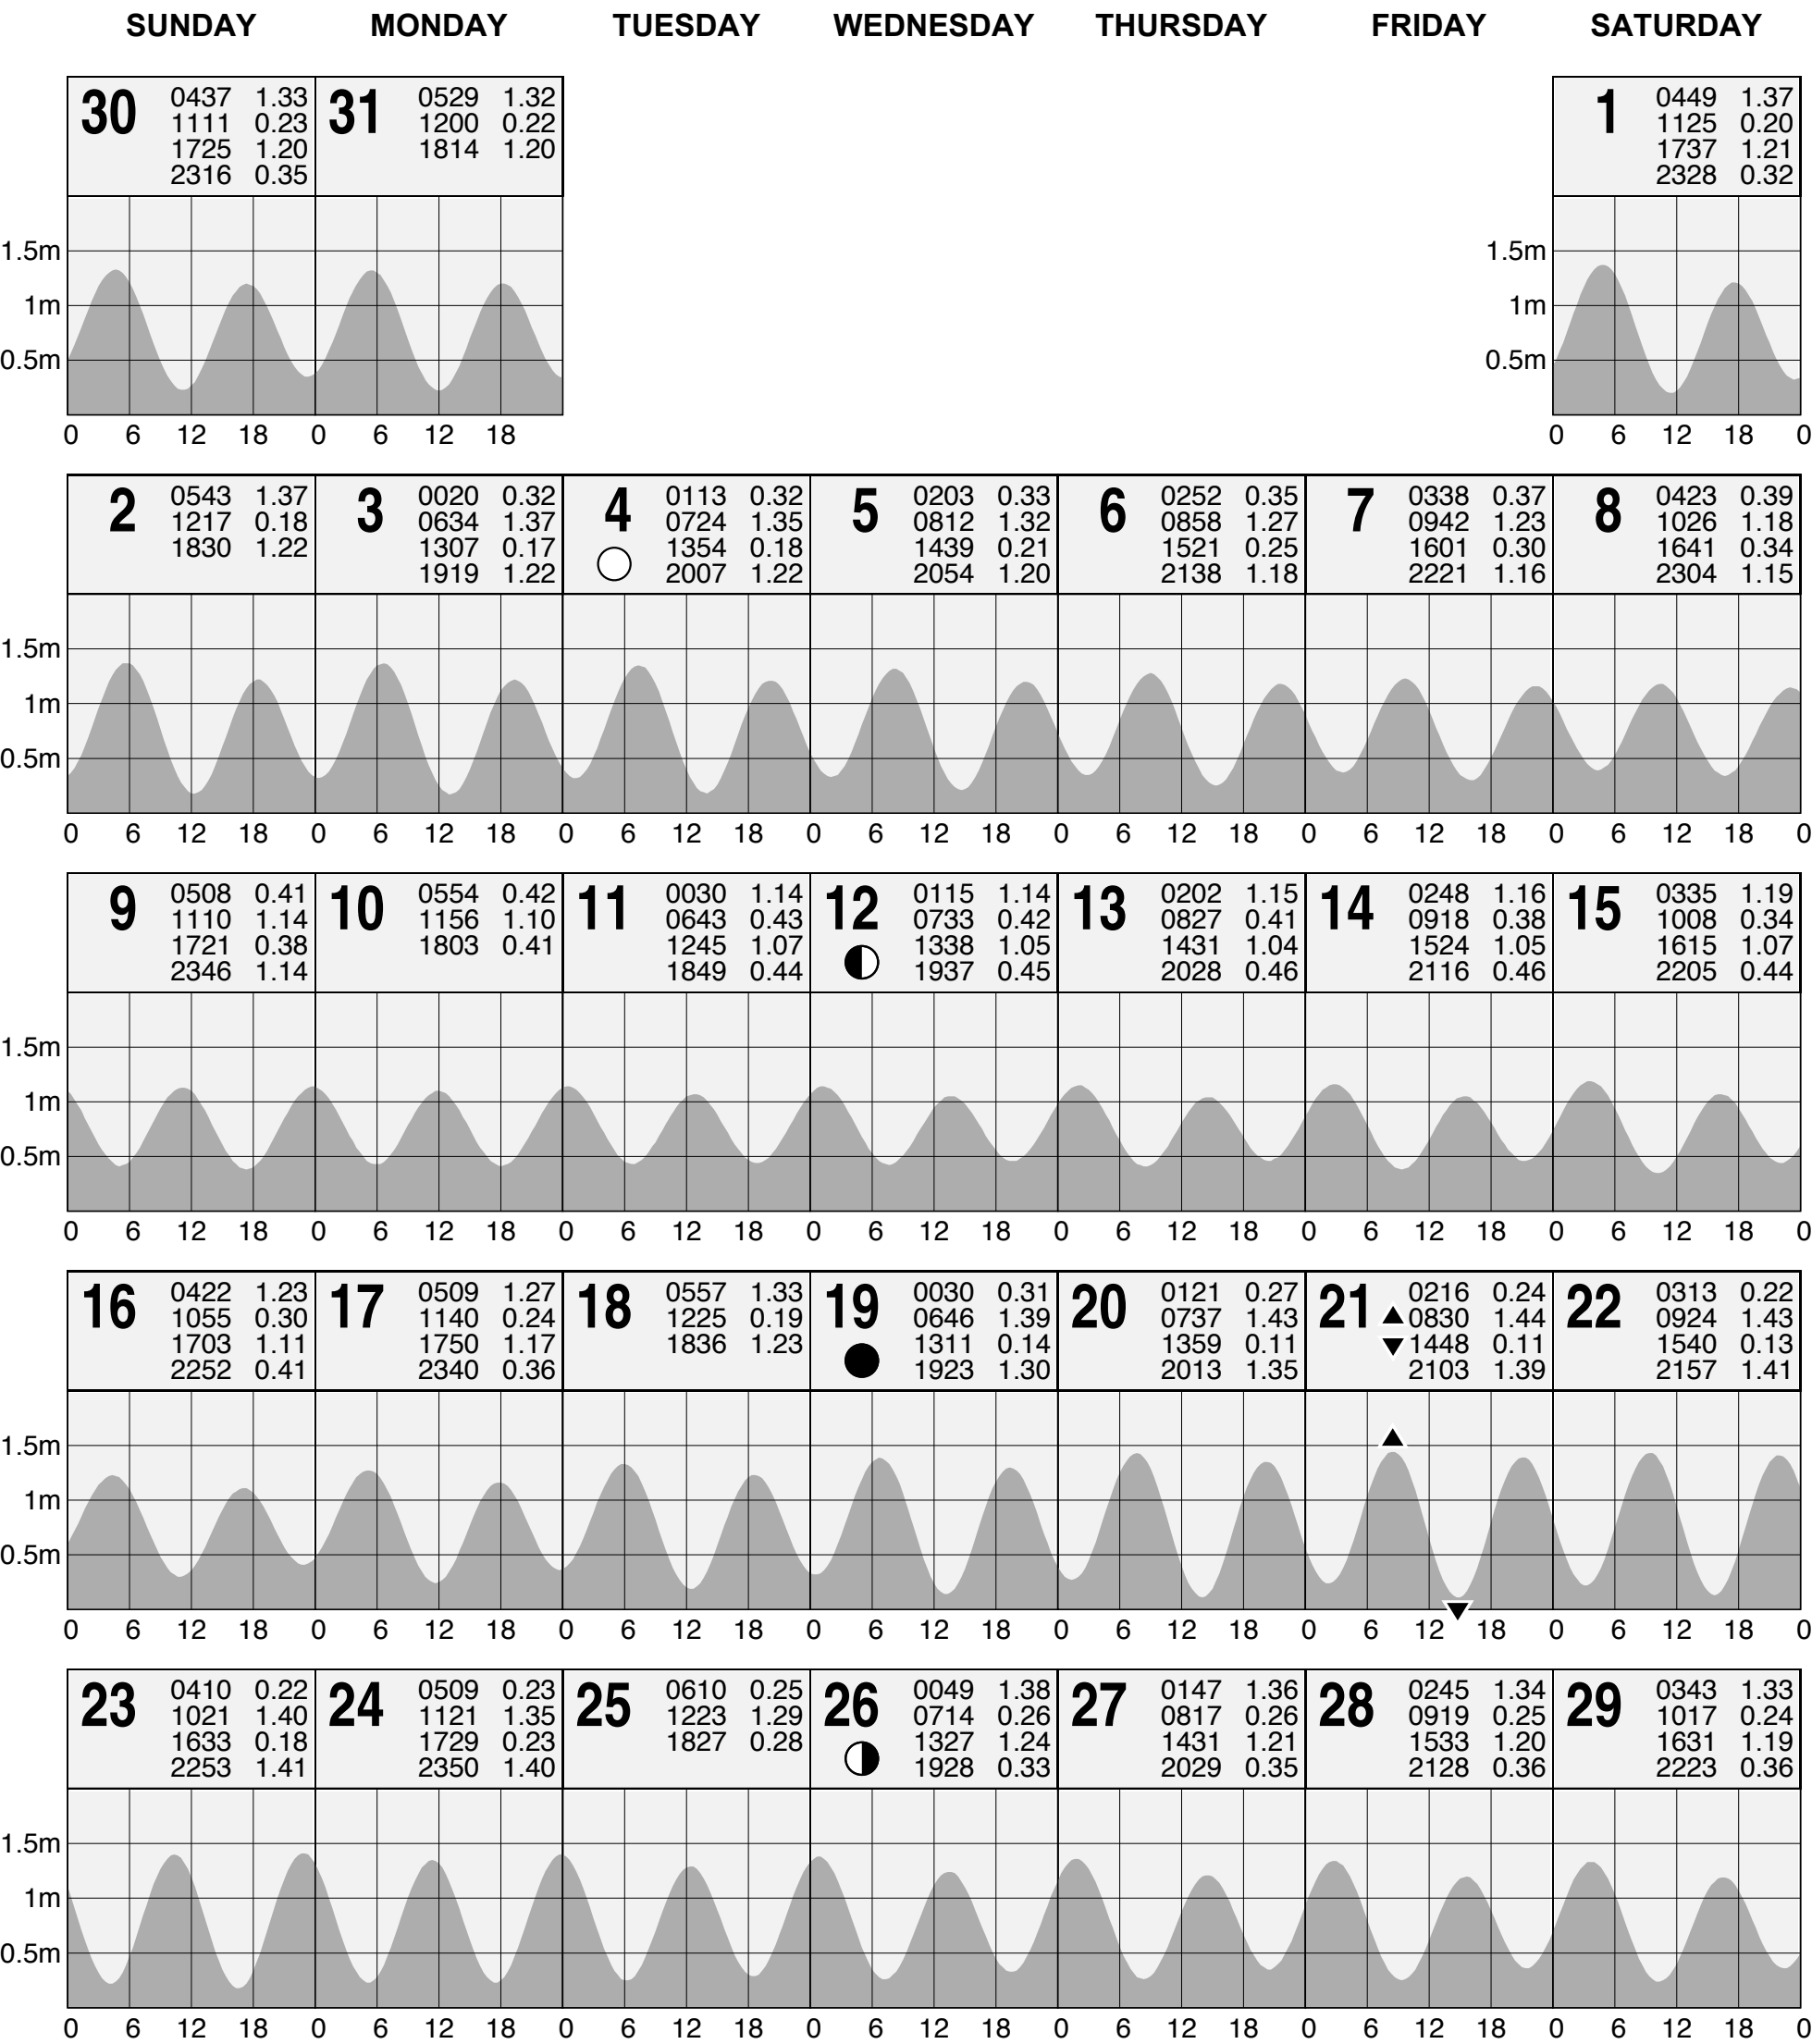 SUNDAY MONDAY TUESDAY WEDNESDAY THURSDAY FRIDAY SATURDAY
30 0437 1.33 31 0529 1.32 1 0449 1.37
1111 0.23 1200 0.22 1125 0.20
1725 1.20 1814 1.20 1737 1.21
2316 0.35 2328 0.32
1.5m 1.5m
1m 1m
0.5m 0.5m
0 6 12 18 0 6 12 18 0 6 12 18 0
2 0543 1.37 3 0020 0.32 4 0113 0.32 5 0203 0.33 6 0252 0.35 7 0338 0.37 8 0423 0.39
1217 0.18 0634 1.37 0724 1.35 0812 1.32 0858 1.27 0942 1.23 1026 1.18
1830 1.22 1307 0.17 1354 0.18 1439 0.21 1521 0.25 1601 0.30 1641 0.34
1919 1.22 2007 1.22 2054 1.20 2138 1.18 2221 1.16 2304 1.15
1.5m
1m
0.5m
0 6 12 18 0 6 12 18 0 6 12 18 0 6 12 18 0 6 12 18 0 6 12 18 0 6 12 18 0
9 0508 0.41 10 0554 0.42 11 0030 1.14 12 0115 1.14 13 0202 1.15 14 0248 1.16 15 0335 1.19
1110 1.14 1156 1.10 0643 0.43 0733 0.42 0827 0.41 0918 0.38 1008 0.34
1721 0.38 1803 0.41 1245 1.07 1338 1.05 1431 1.04 1524 1.05 1615 1.07
2346 1.14 1849 0.44 1937 0.45 2028 0.46 2116 0.46 2205 0.44
1.5m
1m
0.5m
0 6 12 18 0 6 12 18 0 6 12 18 0 6 12 18 0 6 12 18 0 6 12 18 0 6 12 18 0
16 0422 1.23 17 0509 1.27 18 0557 1.33 19 0030 0.31 20 0121 0.27 21 0216 0.24 22 0313 0.22
1055 0.30 1140 0.24 1225 0.19 0646 1.39 0737 1.43 0830 1.44 0924 1.43
1703 1.11 1750 1.17 1836 1.23 1311 0.14 1359 0.11 1448 0.11 1540 0.13
2252 0.41 2340 0.36 1923 1.30 2013 1.35 2103 1.39 2157 1.41
1.5m
1m
0.5m
0 6 12 18 0 6 12 18 0 6 12 18 0 6 12 18 0 6 12 18 0 6 12 18 0 6 12 18 0
23 0410 0.22 24 0509 0.23 25 0610 0.25 26 0049 1.38 27 0147 1.36 28 0245 1.34 29 0343 1.33
1021 1.40 1121 1.35 1223 1.29 0714 0.26 0817 0.26 0919 0.25 1017 0.24
1633 0.18 1729 0.23 1827 0.28 1327 1.24 1431 1.21 1533 1.20 1631 1.19
2253 1.41 2350 1.40 1928 0.33 2029 0.35 2128 0.36 2223 0.36
1.5m
1m
0.5m
0 6 12 18 0 6 12 18 0 6 12 18 0 6 12 18 0 6 12 18 0 6 12 18 0 6 12 18 0